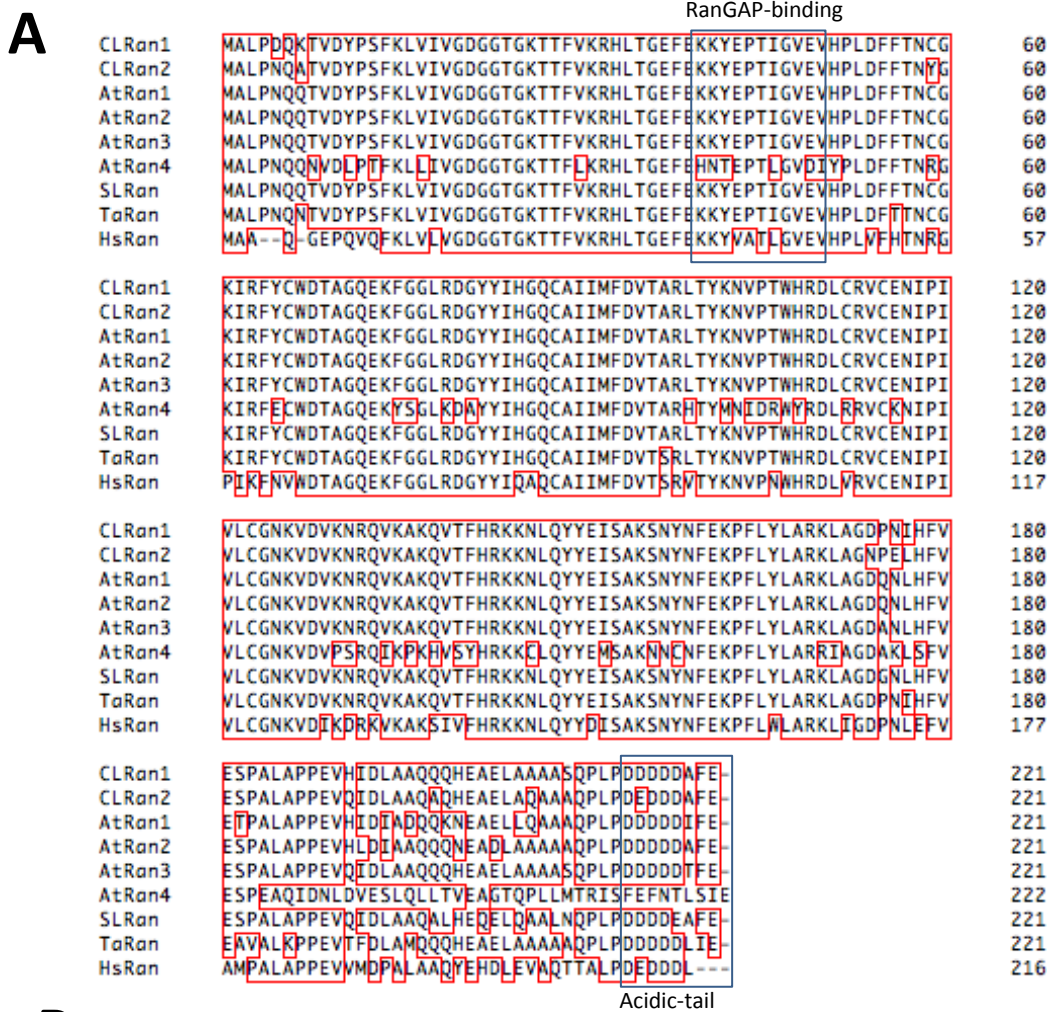 A
RanGAP-binding
CLRan1 MALPDQKTVDYPSFKLVIVGDGGTGKTTFVKRHLTGEFEKKYEPTIGVEVHPLDFFTNCG 60
CLRan2 MALPNQATVDYPSFKLVIVGDGGTGKTTFVKRHLTGEFEKKYEPTIGVEVHPLDFFTNYG 60
AtRan1 MALPNQQTVDYPSFKLVIVGDGGTGKTTFVKRHLTGEFEKKYEPTIGVEVHPLDFFTNCG 60
AtRan2 MALPNQQTVDYPSFKLVIVGDGGTGKTTFVKRHLTGEFEKKYEPTIGVEVHPLDFFTNCG 60
AtRan3 MALPNQQTVDYPSFKLVIVGDGGTGKTTFVKRHLTGEFEKKYEPTIGVEVHPLDFFTNCG 60
AtRan4 MALPNQQNVDLPTFKLLIVGDGGTGKTTFLKRHLTGEFEHNTEPTLGVDIYPLDFFTNRG 60
SLRan MALPNQQTVDYPSFKLVIVGDGGTGKTTFVKRHLTGEFEKKYEPTIGVEVHPLDFFTNCG 60
TaRan MALPNQNTVDYPSFKLVIVGDGGTGKTTFVKRHLTGEFEKKYEPTIGVEVHPLDFTTNCG 60
HsRan MAA--Q-GEPQVQFKLVLVGDGGTGKTTFVKRHLTGEFEKKYVATLGVEVHPLVFHTNRG 57
CLRan1 KIRFYCWDTAGQEKFGGLRDGYYIHGQCAIIMFDVTARLTYKNVPTWHRDLCRVCENIPI 120
CLRan2 KIRFYCWDTAGQEKFGGLRDGYYIHGQCAIIMFDVTARLTYKNVPTWHRDLCRVCENIPI 120
AtRan1 KIRFYCWDTAGQEKFGGLRDGYYIHGQCAIIMFDVTARLTYKNVPTWHRDLCRVCENIPI 120
AtRan2 KIRFYCWDTAGQEKFGGLRDGYYIHGQCAIIMFDVTARLTYKNVPTWHRDLCRVCENIPI 120
AtRan3 KIRFYCWDTAGQEKFGGLRDGYYIHGQCAIIMFDVTARLTYKNVPTWHRDLCRVCENIPI 120
AtRan4 KIRFECWDTAGQEKYSGLKDAYYIHGQCAIIMFDVTARHTYMNIDRWYRDLRRVCKNIPI 120
SLRan KIRFYCWDTAGQEKFGGLRDGYYIHGQCAIIMFDVTARLTYKNVPTWHRDLCRVCENIPI 120
TaRan KIRFYCWDTAGQEKFGGLRDGYYIHGQCAIIMFDVTSRLTYKNVPTWHRDLCRVCENIPI 120
HsRan PIKFNVWDTAGQEKFGGLRDGYYIQAQCAIIMFDVTSRVTYKNVPNWHRDLVRVCENIPI 117
CLRan1 VLCGNKVDVKNRQVKAKQVTFHRKKNLQYYEISAKSNYNFEKPFLYLARKLAGDPNIHFV 180
CLRan2 VLCGNKVDVKNRQVKAKQVTFHRKKNLQYYEISAKSNYNFEKPFLYLARKLAGNPELHFV 180
AtRan1 VLCGNKVDVKNRQVKAKQVTFHRKKNLQYYEISAKSNYNFEKPFLYLARKLAGDQNLHFV 180
AtRan2 VLCGNKVDVKNRQVKAKQVTFHRKKNLQYYEISAKSNYNFEKPFLYLARKLAGDQNLHFV 180
AtRan3 VLCGNKVDVKNRQVKAKQVTFHRKKNLQYYEISAKSNYNFEKPFLYLARKLAGDANLHFV 180
AtRan4 VLCGNKVDVPSRQIKPKHVSYHRKKCLQYYEMSAKNNCNFEKPFLYLARRIAGDAKLSFV 180
SLRan VLCGNKVDVKNRQVKAKQVTFHRKKNLQYYEISAKSNYNFEKPFLYLARKLAGDGNLHFV 180
TaRan VLCGNKVDVKNRQVKAKQVTFHRKKNLQYYEISAKSNYNFEKPFLYLARKLAGDPNIHFV 180
HsRan VLCGNKVDIKDRKVKAKSIVFHRKKNLQYYDISAKSNYNFEKPFLWLARKLIGDPNLEFV 177
CLRan1 ESPALAPPEVHIDLAAQQQHEAELAAAASQPLPDDDDDAFE- 221
CLRan2 ESPALAPPEVQIDLAAQAQHEAELAQAAAQPLPDEDDDAFE- 221
AtRan1 ETPALAPPEVHIDIADQQKNEAELLQAAAQPLPDDDDDIFE- 221
AtRan2 ESPALAPPEVHLDIAAQQQNEADLAAAAAQPLPDDDDDAFE- 221
AtRan3 ESPALAPPEVQIDLAAQQQHEAELAAAASQPLPDDDDDTFE- 221
AtRan4 ESPEAQIDNLDVESLQLLTVEAGTQPLLMTRISFEFNTLSIE 222
SLRan ESPALAPPEVQIDLAAQALHEQELQAALNQPLPDDDDEAFE- 221
TaRan EAVALKPPEVTFDLAMQQQHEAELAAAAAQPLPDDDDDLIE- 221
HsRan AMPALAPPEVVMDPALAAQYEHDLEVAQTTALPDEDDDL--- 216
Acidic-tail